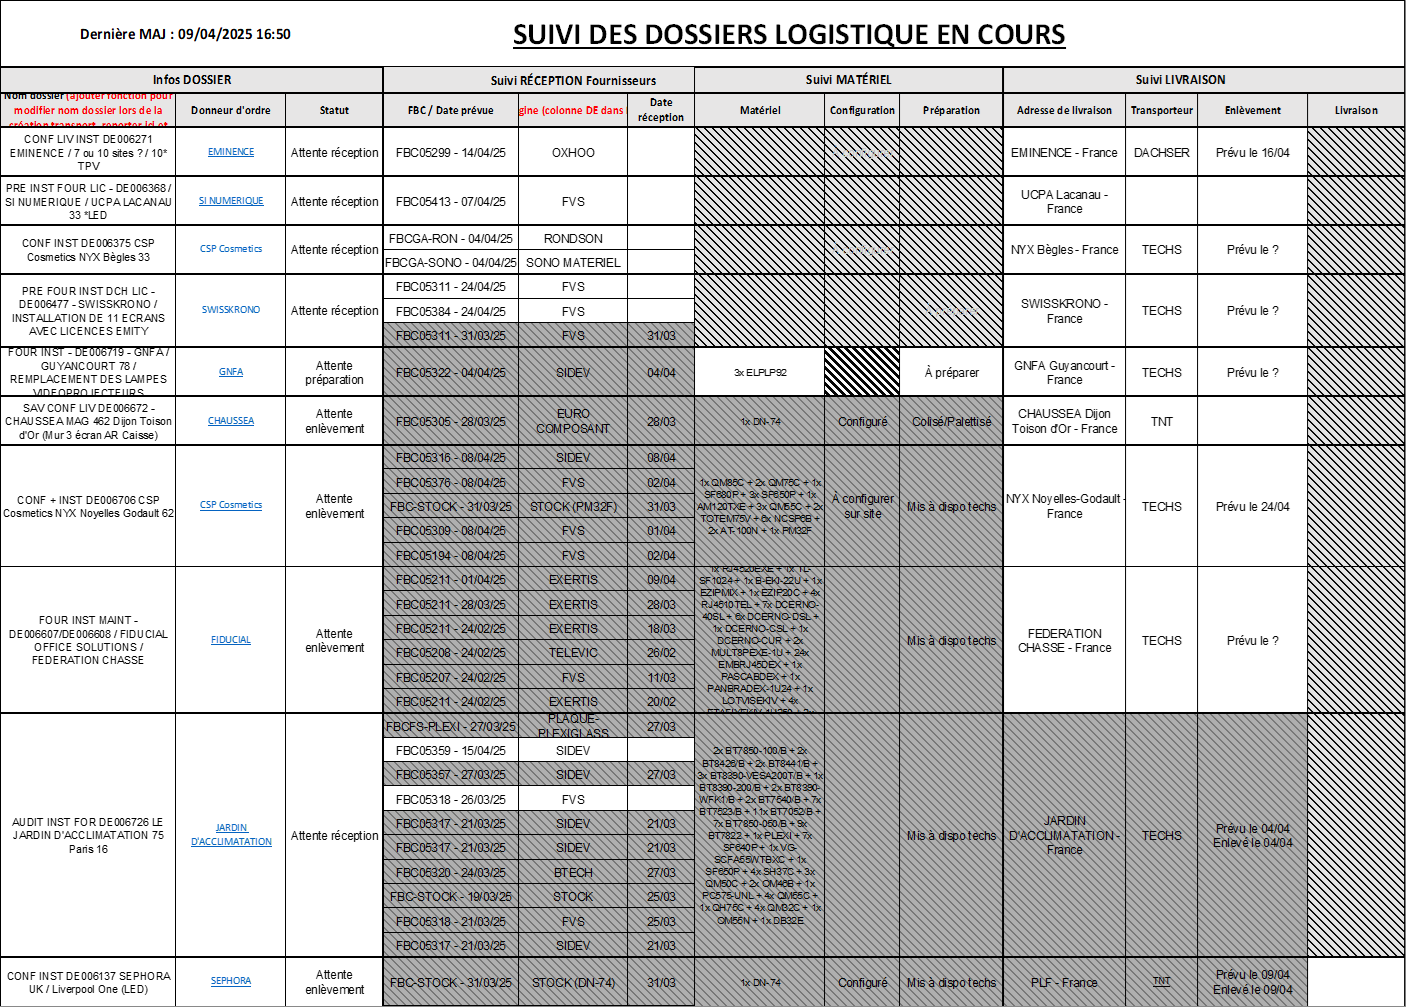 Dernière MAJ : 09/04/2025 16:50
SUIVI DES DOSSIERS LOGISTIQUE EN COURS
Infos DOSSIER
Suivi RÉCEPTION Fournisseurs
Suivi MATÉRIEL
Suivi LIVRAISON
Nom dossier (ajouter fonction pour
modifier nom dossier lors de la
création transport, reporter ici et
Donneur d'ordre
Statut
FBC / Date prévue
gine (colonne DE dans
Date
réception
Matériel
Configuration
Préparation
Adresse de livraison
Transporteur
Enlèvement
Livraison
CONF LIV INST DE006271
EMINENCE / 7 ou 10 sites ? / 10*
TPV
EMINENCE
Attente réception
FBC05299 - 14/04/25
OXHOO
EMINENCE - France
DACHSER
Prévu le 16/04
PRE INST FOUR LIC - DE006368 /
SI NUMERIQUE / UCPA LACANAU
33 *LED
SI NUMERIQUE
Attente réception
FBC05413 - 07/04/25
FVS
UCPA Lacanau -
France
CONF INST DE006375 CSP
Cosmetics NYX Bègles 33
CSP Cosmetics
Attente réception
FBCGA-RON - 04/04/25
RONDSON
FBCGA-SONO - 04/04/25
SONO MATERIEL
NYX Bègles - France
TECHS
Prévu le ?
PRE FOUR INST DCH LIC -
DE006477 - SWISSKRONO /
INSTALLATION DE 11 ECRANS
AVEC LICENCES EMITY
SWISSKRONO
Attente réception
FBC05311 - 24/04/25
FVS
FBC05384 - 24/04/25
FVS
FBC05311 - 31/03/25
FVS
31/03
SWISSKRONO -
France
TECHS
Prévu le ?
FOUR INST - DE006719 - GNFA /
GUYANCOURT 78 /
REMPLACEMENT DES LAMPES
VIDEOPROJECTEURS
GNFA
Attente
préparation
FBC05322 - 04/04/25
SIDEV
04/04
3x ELPLP92
À préparer
GNFA Guyancourt -
France
TECHS
Prévu le ?
SAV CONF LIV DE006672 -
CHAUSSEA MAG 462 Dijon Toison
d'Or (Mur 3 écran AR Caisse)
CHAUSSEA
Attente
enlèvement
FBC05305 - 28/03/25
EURO
COMPOSANT
28/03
1x DN-74
Configuré
Colisé/Palettisé
CHAUSSEA Dijon
Toison d'Or - France
TNT
CONF + INST DE006706 CSP
Cosmetics NYX Noyelles Godault 62
CSP Cosmetics
Attente
enlèvement
FBC05316 - 08/04/25
SIDEV
08/04
FBC05376 - 08/04/25
FVS
02/04
FBC-STOCK - 31/03/25
STOCK (PM32F)
31/03
FBC05309 - 08/04/25
FVS
01/04
FBC05194 - 08/04/25
FVS
02/04
1x QM85C + 2x QM75C + 1x
SF680P + 3x SF650P + 1x
AM120TXE + 3x QM55C + 2x
TOTEM75V + 6x NCSP6B +
2x AT-100N + 1x PM32F
À configurer
sur site
Mis à dispo techs
NYX Noyelles-Godault -
France
TECHS
Prévu le 24/04
FOUR INST MAINT -
DE006607/DE006608 / FIDUCIAL
OFFICE SOLUTIONS /
FEDERATION CHASSE
FIDUCIAL
Attente
enlèvement
FBC05211 - 01/04/25
EXERTIS
09/04
FBC05211 - 28/03/25
EXERTIS
28/03
FBC05211 - 24/02/25
EXERTIS
18/03
FBC05208 - 24/02/25
TELEVIC
26/02
FBC05207 - 24/02/25
FVS
11/03
FBC05211 - 24/02/25
EXERTIS
20/02
1x RJ4520EXE + 1x TL-
SF1024 + 1x B-EKI-22U + 1x
EZIPMIX + 1x EZIP20C + 4x
RJ4510TEL + 7x DCERNO-
40SL + 6x DCERNO-DSL +
1x DCERNO-CSL + 1x
DCERNO-CUR + 2x
MULT8PEXE-1U + 24x
EMBRJ45DEX + 1x
PASCABDEX + 1x
PANBRADEX-1U24 + 1x
LOTVISEKIV + 4x
Mis à dispo techs
FEDERATION
CHASSE - France
TECHS
Prévu le ?
AUDIT INST FOR DE006726 LE
JARDIN D'ACCLIMATATION 75
Paris 16
JARDIN
D'ACCLIMATATION
Attente réception
FBCFS-PLEXI - 27/03/25
PLAQUE-
PLEXIGLASS
27/03
FBC05359 - 15/04/25
SIDEV
FBC05357 - 27/03/25
SIDEV
27/03
FBC05318 - 26/03/25
FVS
FBC05317 - 21/03/25
SIDEV
21/03
FBC05317 - 21/03/25
SIDEV
21/03
FBC05320 - 24/03/25
BTECH
27/03
FBC-STOCK - 19/03/25
STOCK
25/03
FBC05318 - 21/03/25
FVS
25/03
FBC05317 - 21/03/25
SIDEV
21/03
2x BT7850-100/B + 2x
BT8426/B + 2x BT8441/B +
3x BT8390-VESA200T/B + 1x
BT8390-200/B + 2x BT8390-
WFK1/B + 2x BT7540/B + 7x
BT7523/B + 11x BT7052/B +
7x BT7850-050/B + 9x
BT7822 + 1x PLEXI + 7x
SF640P + 1x VG-
SCFA55WTBXC + 1x
SF650P + 4x SH37C + 3x
QM50C + 2x OM46B + 1x
PC575-UNL + 4x QM55C +
1x QH75C + 4x QM32C + 1x
OM55N + 1x DB32E
Mis à dispo techs
JARDIN
D'ACCLIMATATION -
France
TECHS
Prévu le 04/04
Enlevé le 04/04
CONF INST DE006137 SEPHORA
UK / Liverpool One (LED)
SEPHORA
Attente
enlèvement
FBC-STOCK - 31/03/25
STOCK (DN-74)
31/03
1x DN-74
Configuré
Mis à dispo techs
PLF - France
TNT
Prévu le 09/04
Enlevé le 09/04